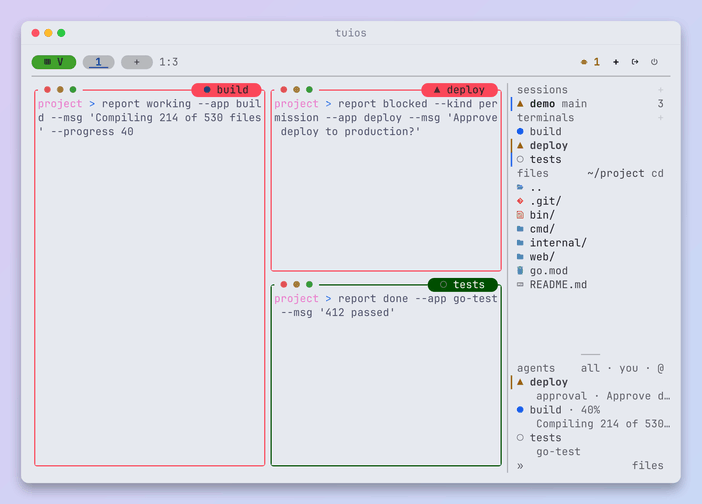 tuios
V 1 + 1:3
1 +
build
project > report working --app buil
d --msg 'Compiling 214 of 530 files
' --progress 40
deploy
project > report blocked --kind per
mission --app deploy --msg 'Approve
deploy to production?'
tests
project > report done --app go-test
--msg '412 passed'
sessions +
demo main 3
terminals +
build
deploy
tests
files ~/project cd
..
.git/
bin/
cmd/
internal/
web/
go.mod
README.md
agents all · you · @
deploy
approval · Approve d…
build · 40%
Compiling 214 of 530…
tests
go-test
» files